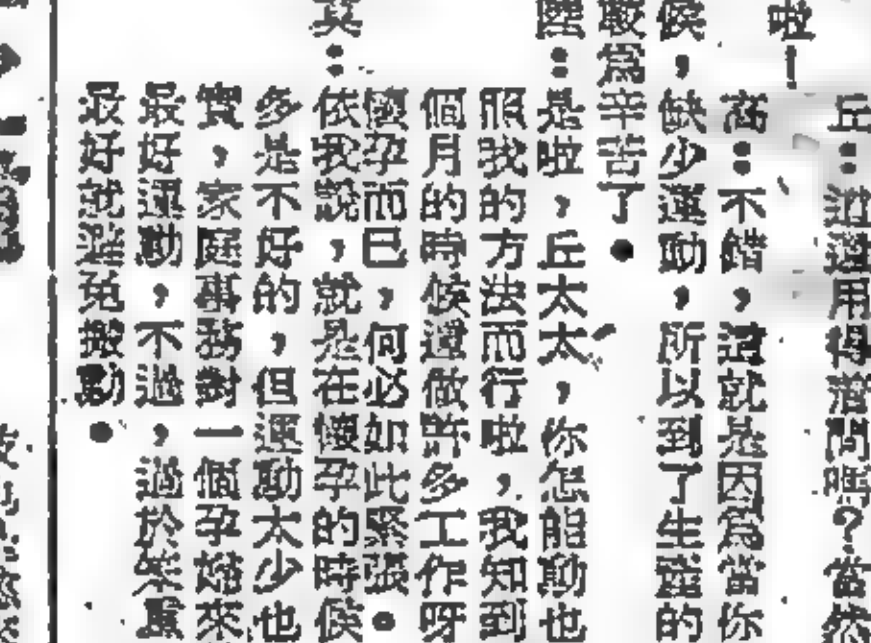 啦！
丘：這還用得着問嗎？當然
高：不錯，這就是因爲當你
候，缺少運動，所以到了生產的
最爲辛苦了。
陸：是啦，丘太太，你怎能動也
照我的方法而行啦，我知到
個月的時候還做許多工作呀
懷孕而已，何必如此緊張。
莫：依我說，就是在懷孕的時候
多是不好的，但運動太少也
實，家庭事務對一個孕婦來
最好運動，不過，過於笨重
最好就避免搬動。